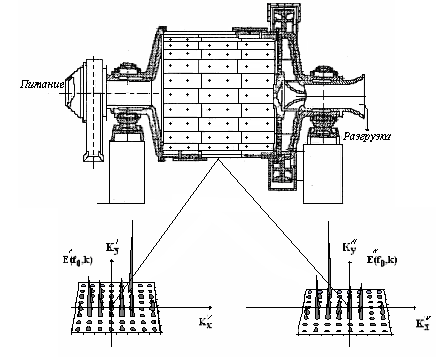 Питание
Разгрузка
E'(f₀,k)
K'y
K'x
K''y
E''(f₀,k)
K''x